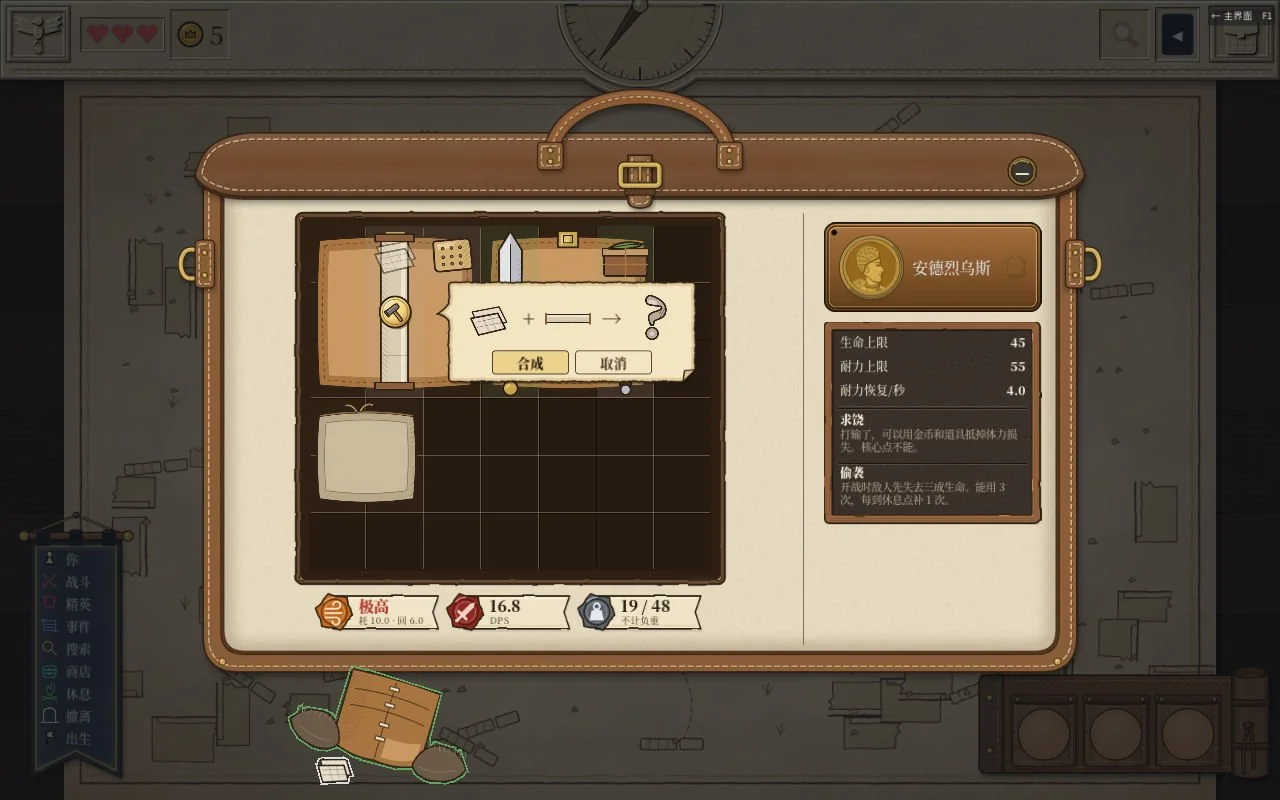 5
← 主界面 F1
安德烈乌斯
生命上限 45
耐力上限 55
耐力恢复/秒 4.0
求饶
打输了，可以用金币和道具抵掉体力损
失。核心点不能。
偷袭
开战时敌人先失去三成生命。能用 3
次，每到休息点补 1 次。
+ → ?
合成 取消
极高
耗 10.0 · 回 6.0
16.8
DPS
19 / 48
不计负重
你
战斗
精英
事件
搜索
商店
休息
撤离
出生